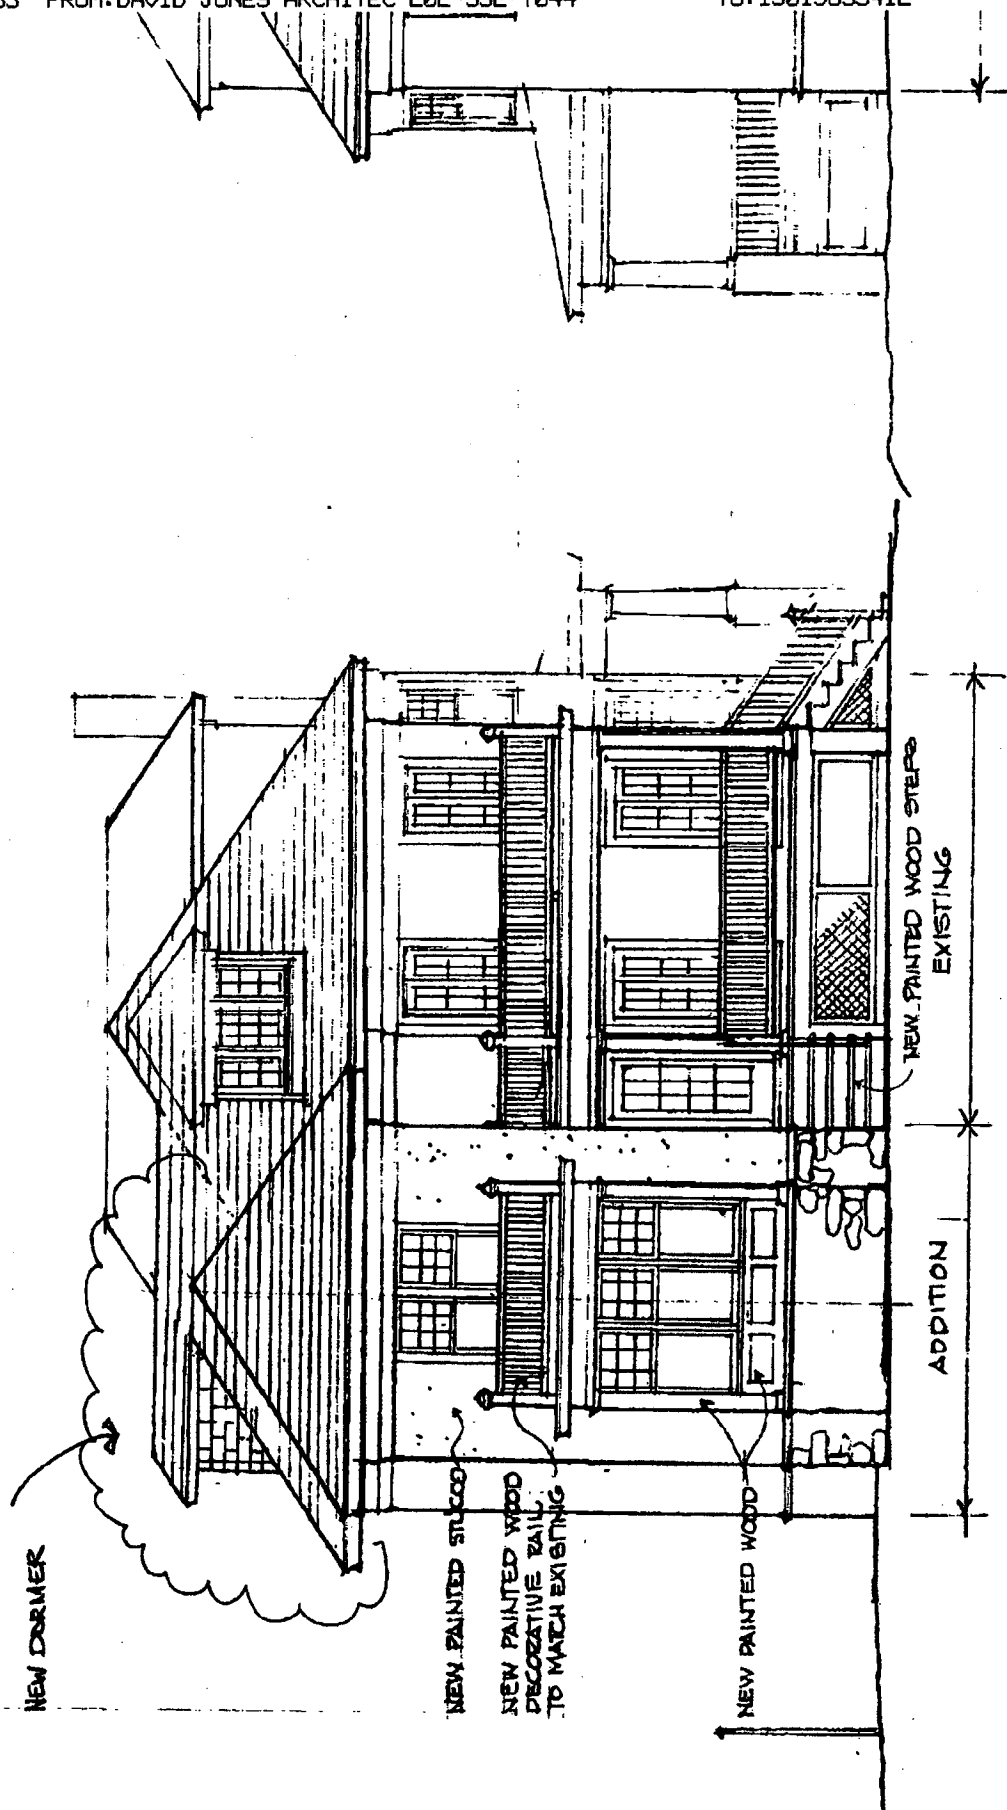 FROM:DAVID JONES ARCHITEC
NEW DORMER
NEW PAINTED STUCCO
NEW PAINTED WOOD
DECORATIVE RAIL
TO MATCH EXISTING
NEW PAINTED WOOD
ADDITION
NEW PAINTED WOOD STEPS
EXISTING